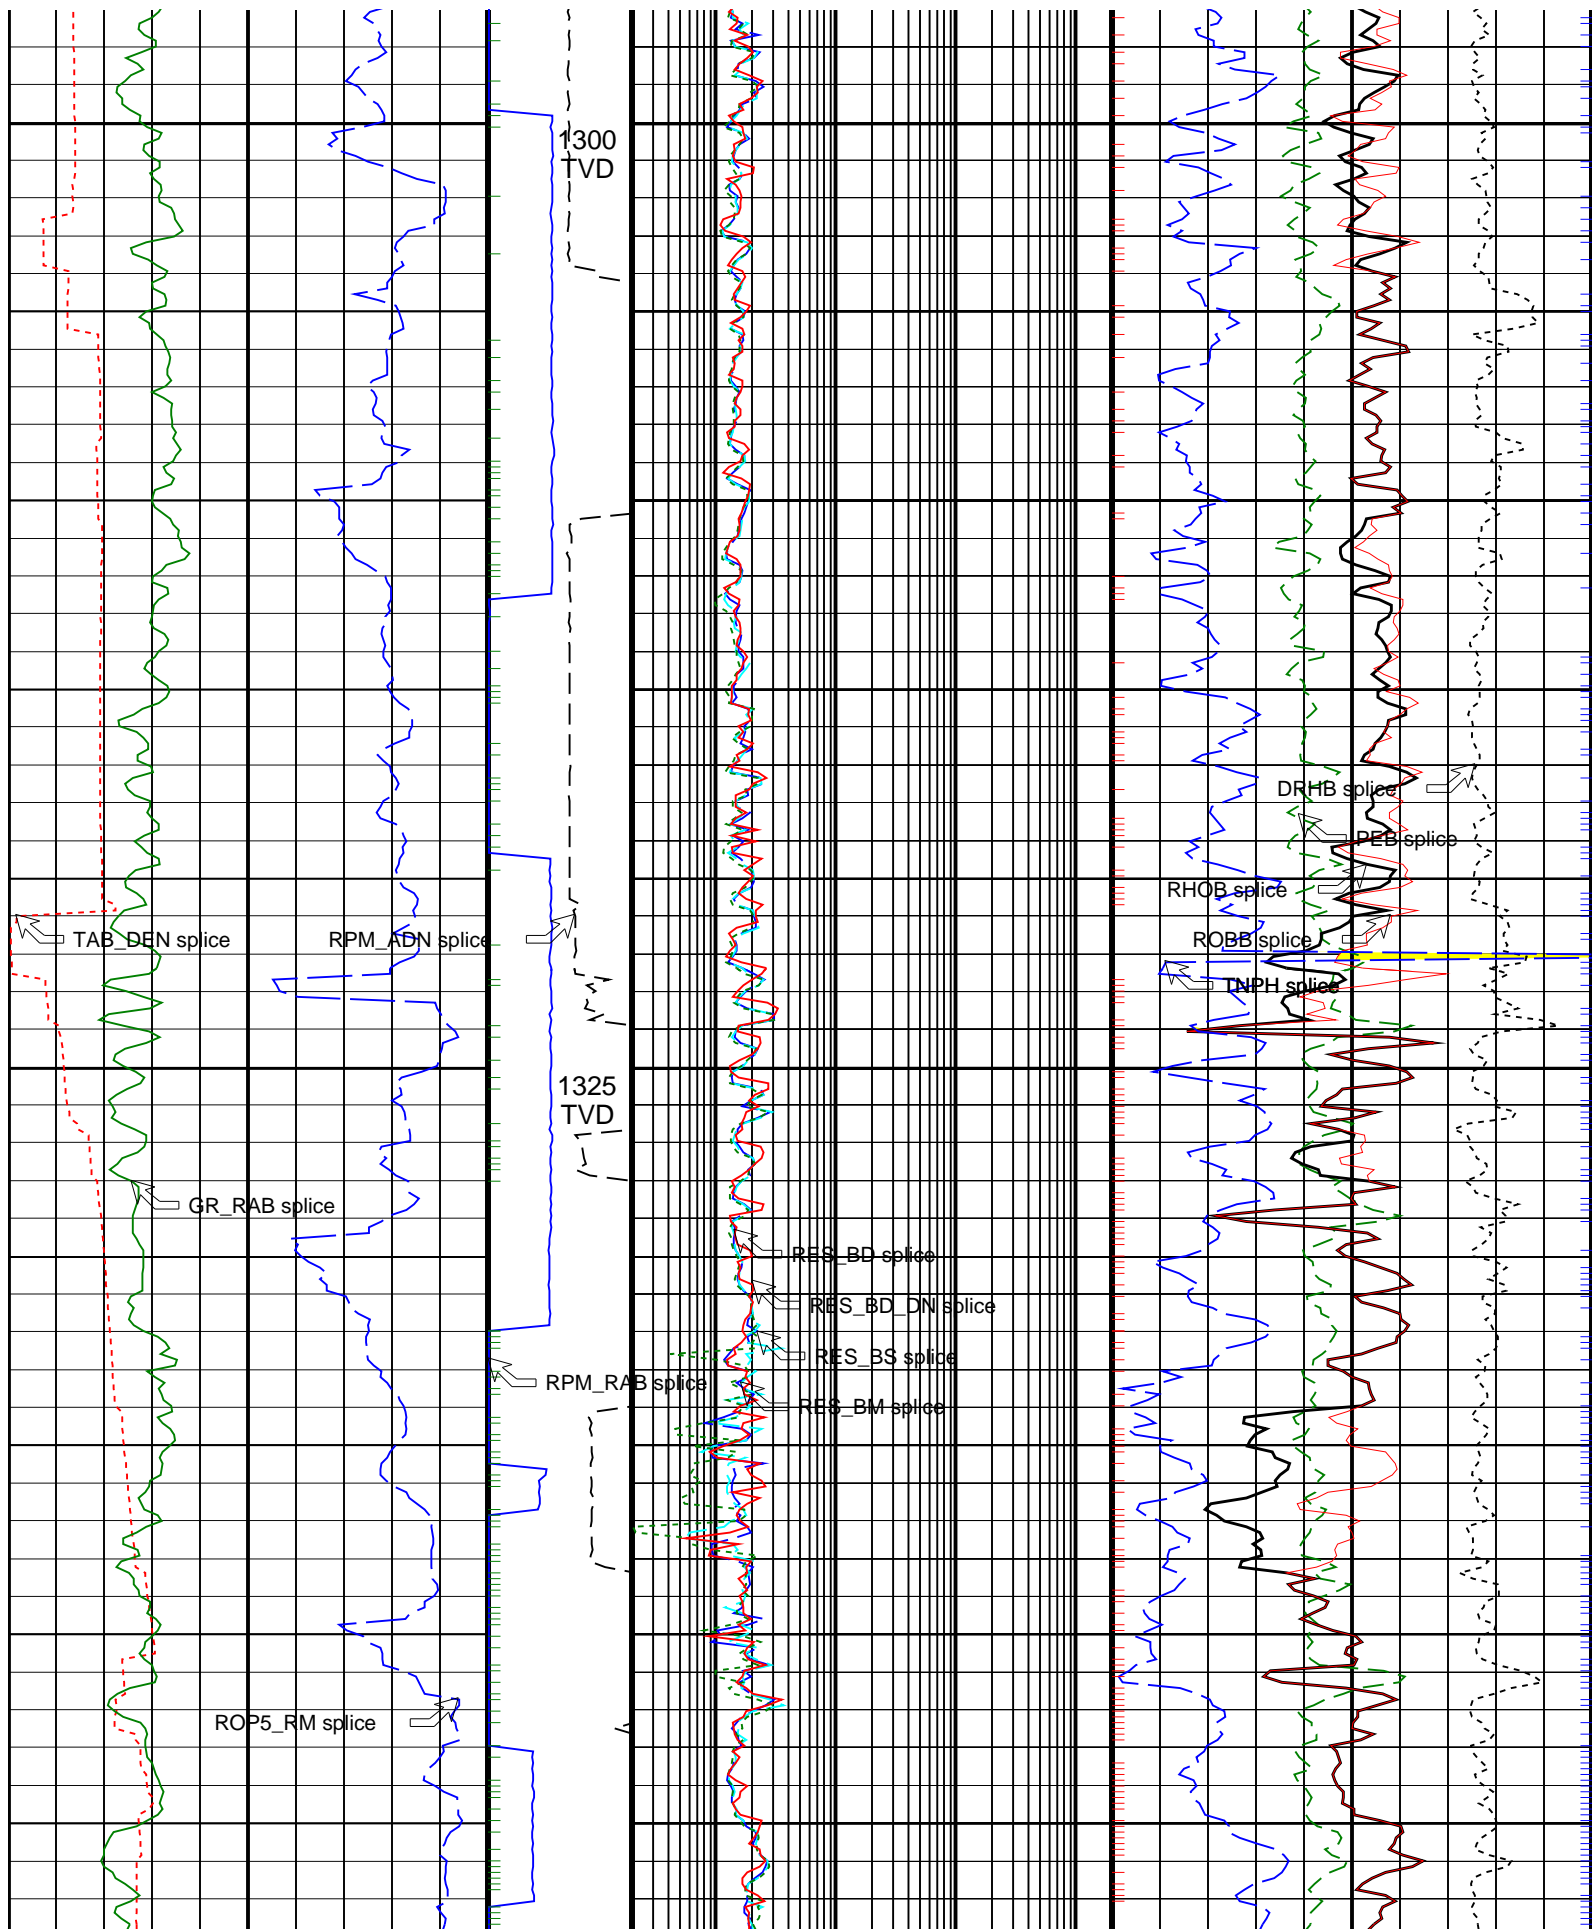 1300
TVD
DRHB splice
PEB splice
RHOB splice
TAB_DEN splice
RPM_ADN splice
ROBB splice
TNPH splice
1325
TVD
GR_RAB splice
RES_BD splice
RES_BD_DN splice
RES_BS splice
RPM_RAB splice
RES_BM splice
ROP5_RM splice